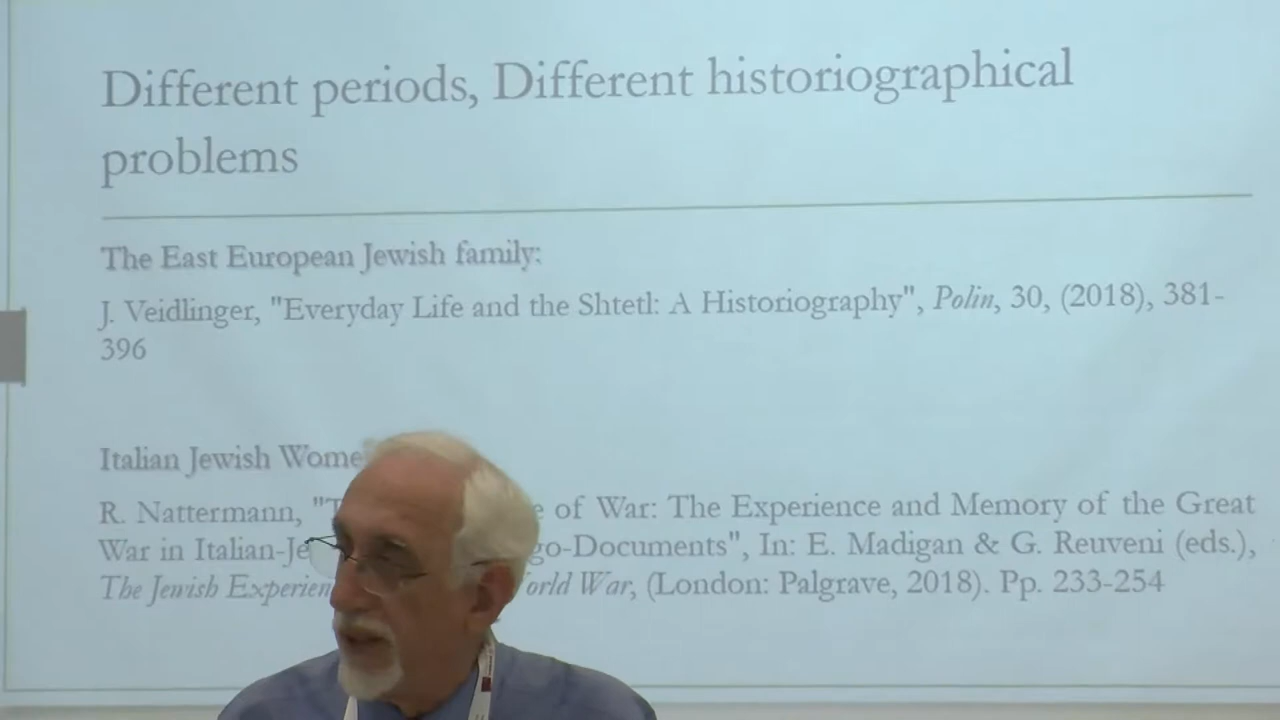 Different periods, Different historiographical
problems
The East European Jewish family:
J. Veidlinger, "Everyday Life and the Shtetl: A Historiography", Polin, 30, (2018), 381-
396
Italian Jewish Wome
R. Nattermann, "T e of War: The Experience and Memory of the Great
War in Italian-Je go-Documents", In: E. Madigan & G. Reuveni (eds.),
The Jewish Experien orld War, (London: Palgrave, 2018). Pp. 233-254